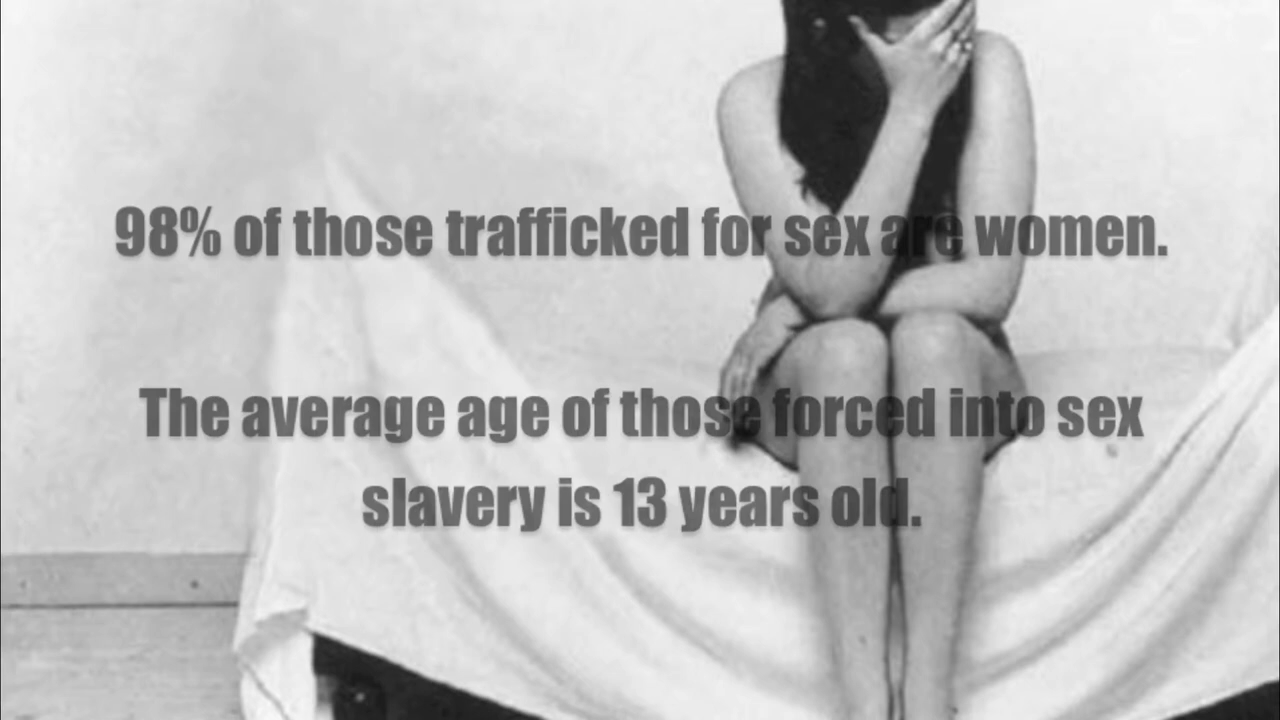 98% of those trafficked for sex are women.
The average age of those forced into sex
slavery is 13 years old.